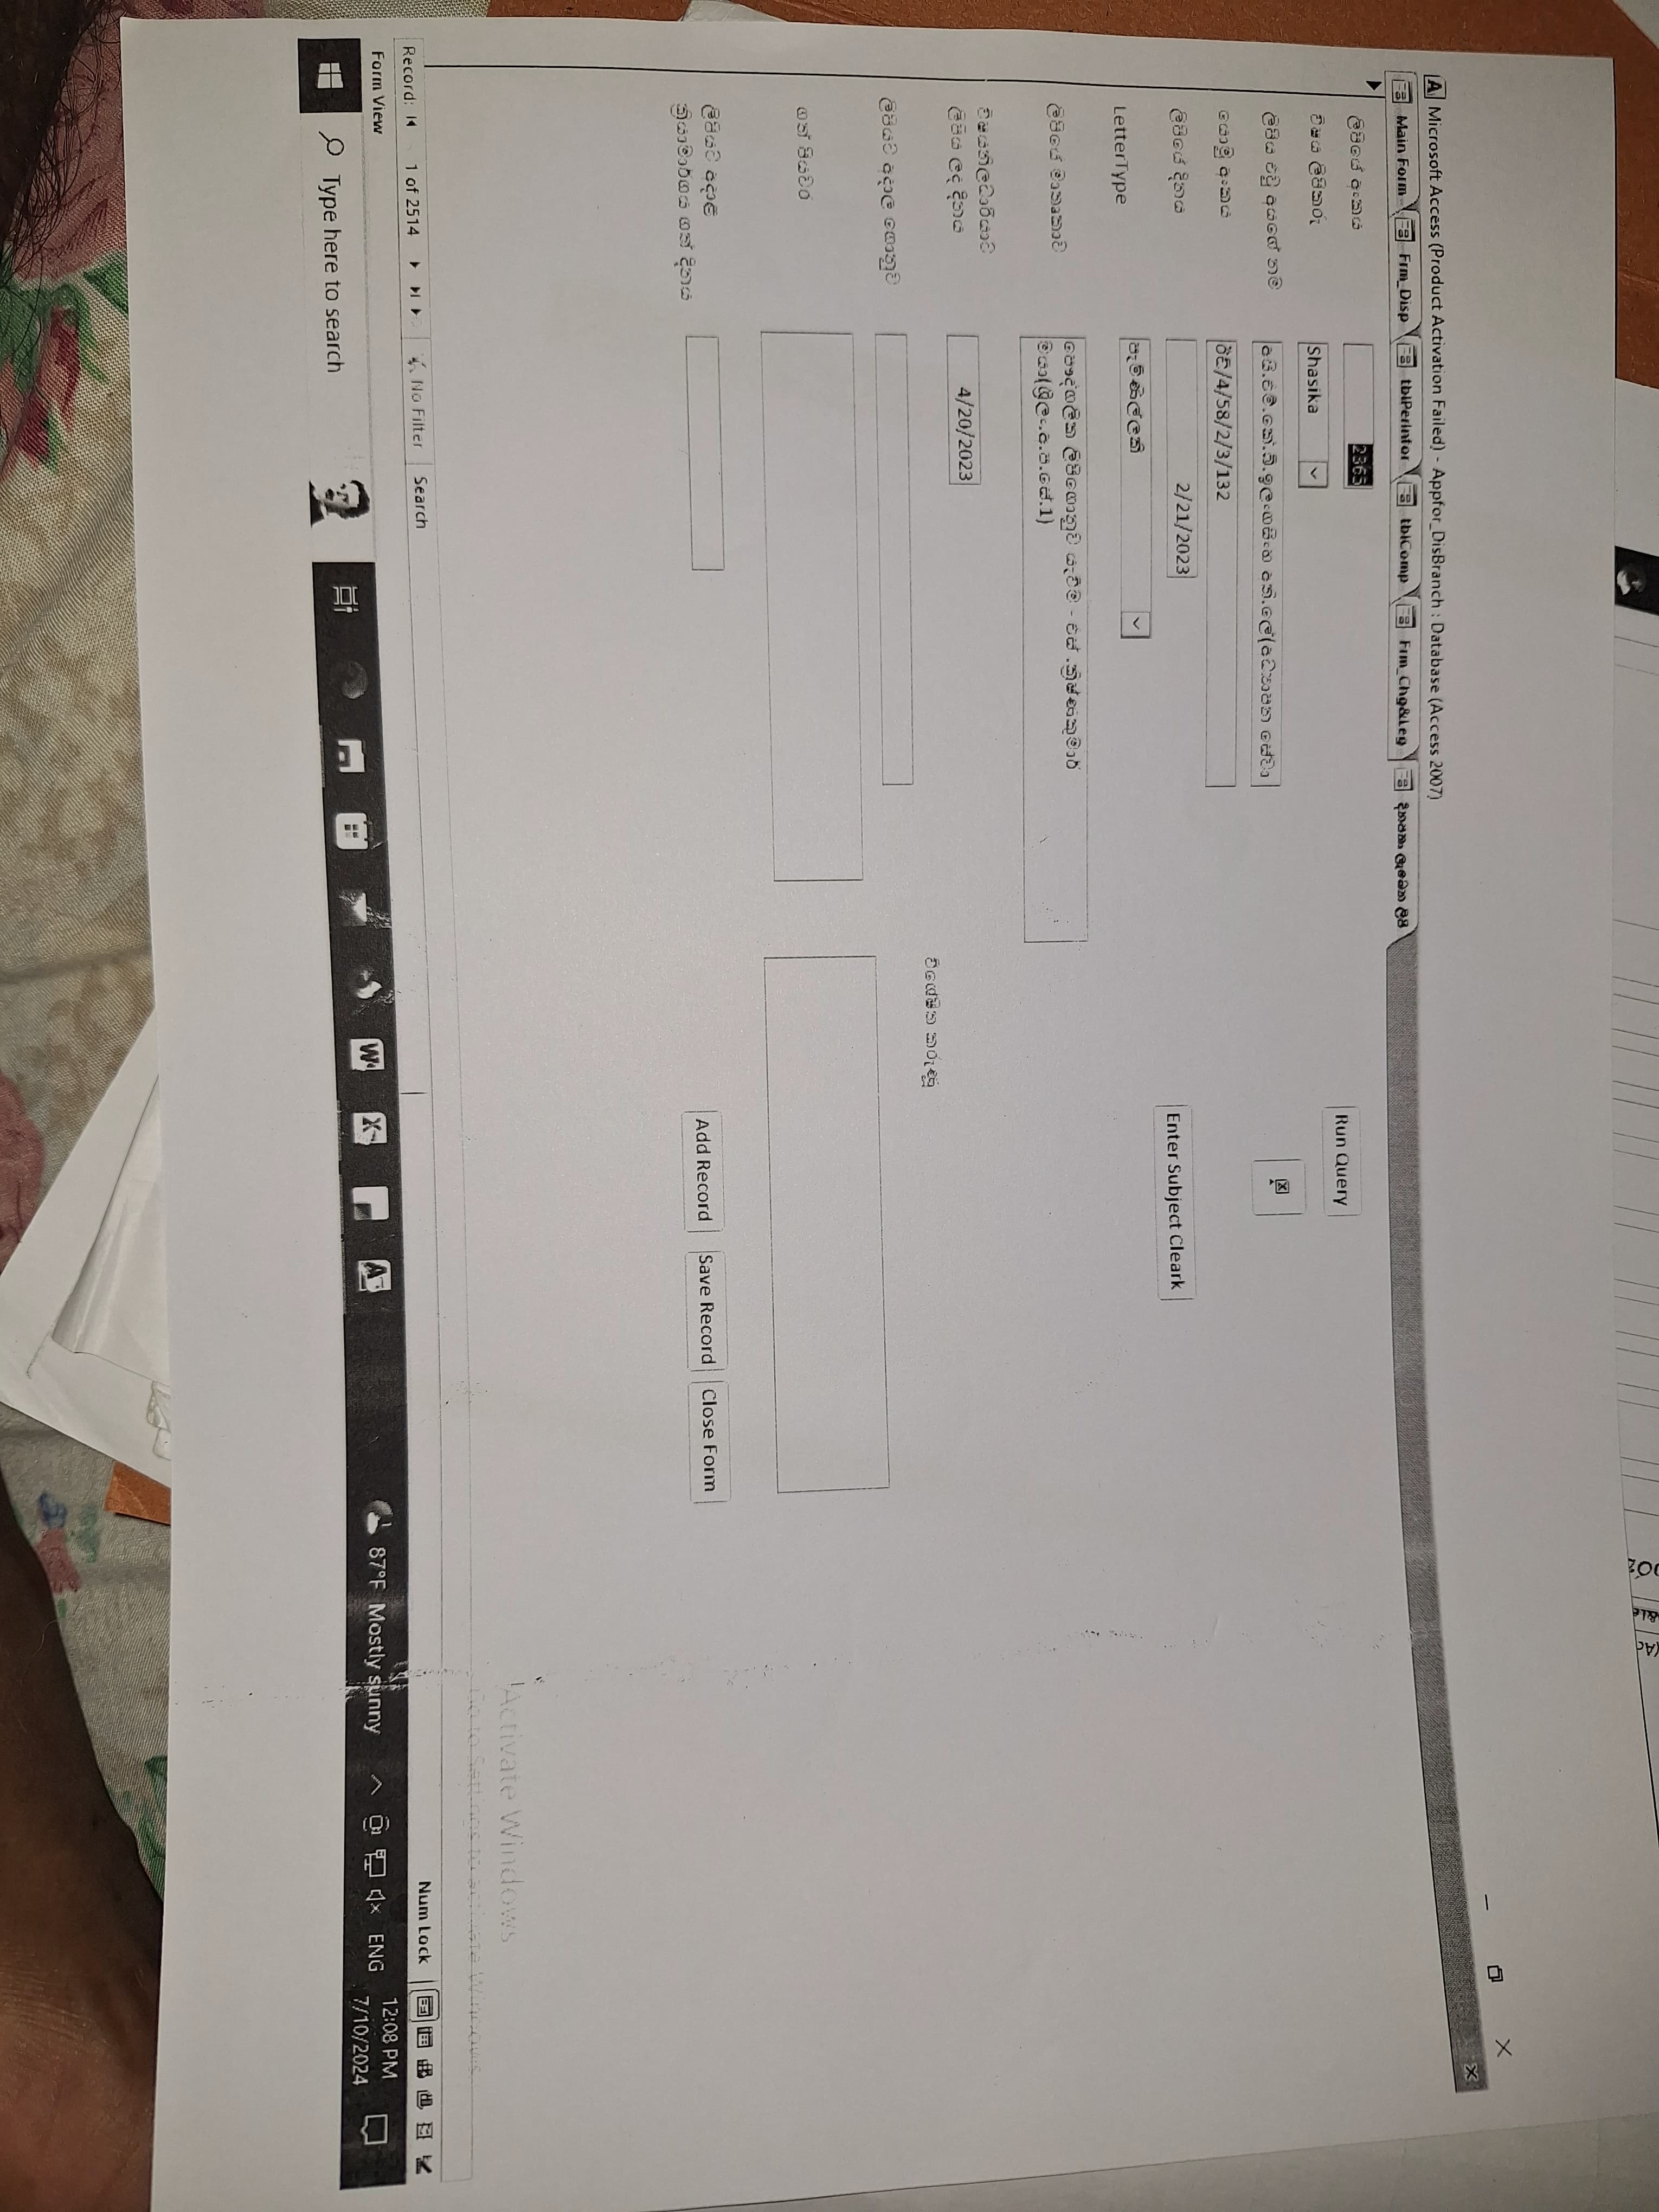 Microsoft Access (Product Activation Failed) - Appfor_DisBranch : Database (Access 2007)
Main Form Frm_Disp tblPerInfor tblComp Frm_Chg&Leg දිනපතා ලැබෙන ලිපි
ලිපියේ අංකය 2365
Run Query
විෂය ලිපිකරු Shasika
ලිපිය එවූ අයගේ නම අයි.එම්.කේ.බී.ඉලංගසිංහ අති.ලේ(අධ්‍යාපන සේවා
යොමු අංකය ඊඩී/4/58/2/3/132
ලිපියේ දිනය 2/21/2023
Enter Subject Cleark
LetterType පැමිණිල්ලකි
ලිපියේ මාතෘකාව පෞද්ගලික ලිපිගොනුව යැවීම - එස් .ක්‍රිෂ්ණකුමාර්
මයා(ශ්‍රීලං.අ.ප.සේ.1)
විෂයනිලධාරියාට
ලිපිය ලද දිනය 4/20/2023
විශේෂිත කරුණු
ලිපියට අදාල ගොනුව
ගත් පියවර
ලිපියට අදාළ
ක්‍රියාමාර්ගය ගත් දිනය
Add Record Save Record Close Form
Activate Windows
Go to Settings to activate Windows.
Record: 1 of 2514 No Filter Search
Num Lock
Form View
Type here to search
87°F Mostly sunny ENG 12:08 PM
7/10/2024